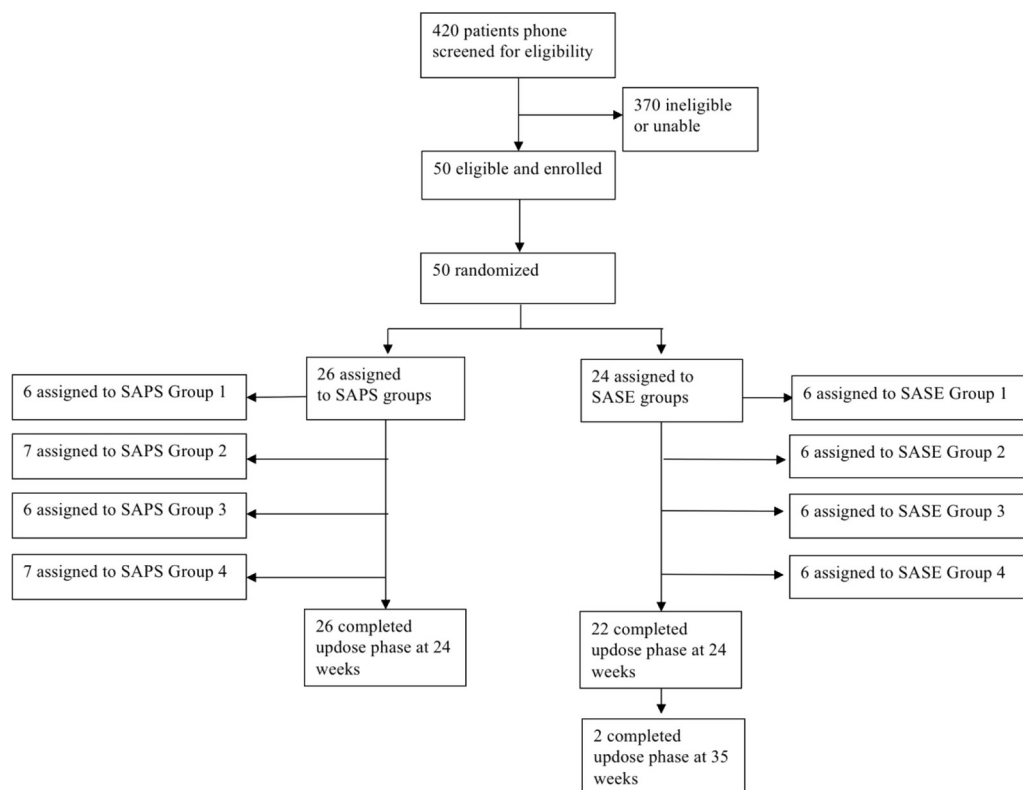 420 patients phone
screened for eligibility
370 ineligible
or unable
50 eligible and enrolled
50 randomized
26 assigned
to SAPS groups
24 assigned to
SASE groups
6 assigned to SAPS Group 1
7 assigned to SAPS Group 2
6 assigned to SAPS Group 3
7 assigned to SAPS Group 4
6 assigned to SASE Group 1
6 assigned to SASE Group 2
6 assigned to SASE Group 3
6 assigned to SASE Group 4
26 completed
updose phase at 24
weeks
22 completed
updose phase at 24
weeks
2 completed
updose phase at 35
weeks